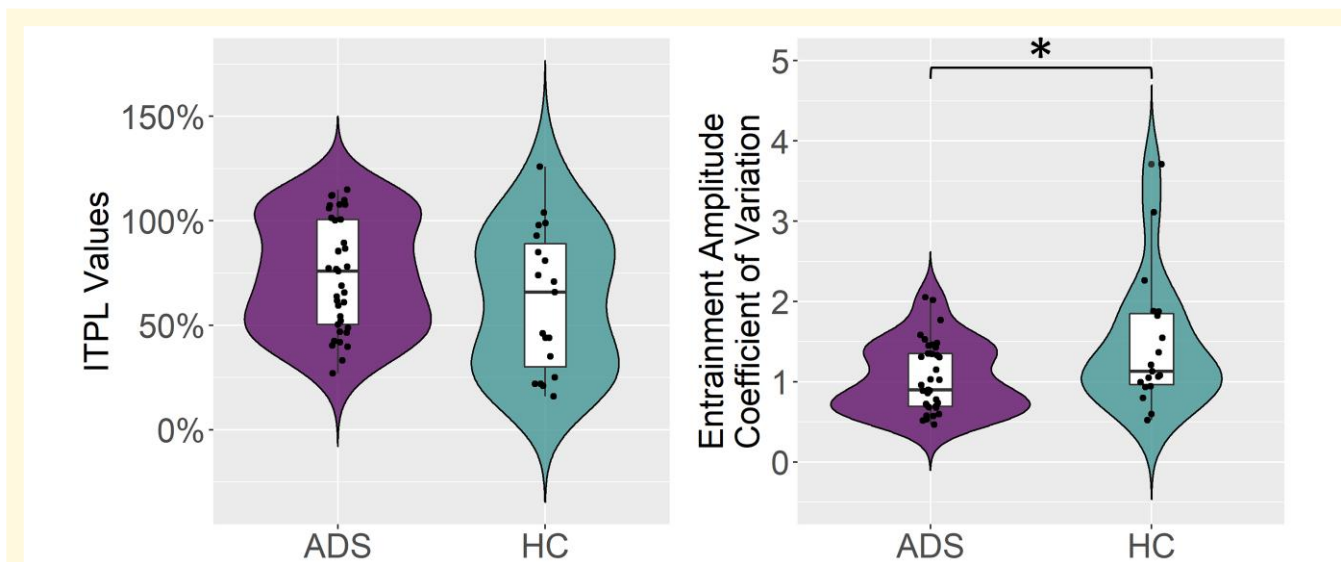 ITPL Values
150%
100%
50%
0%
ADS HC
Entrainment Amplitude
Coefficient of Variation
5
4
3
2
1
0
*
ADS HC